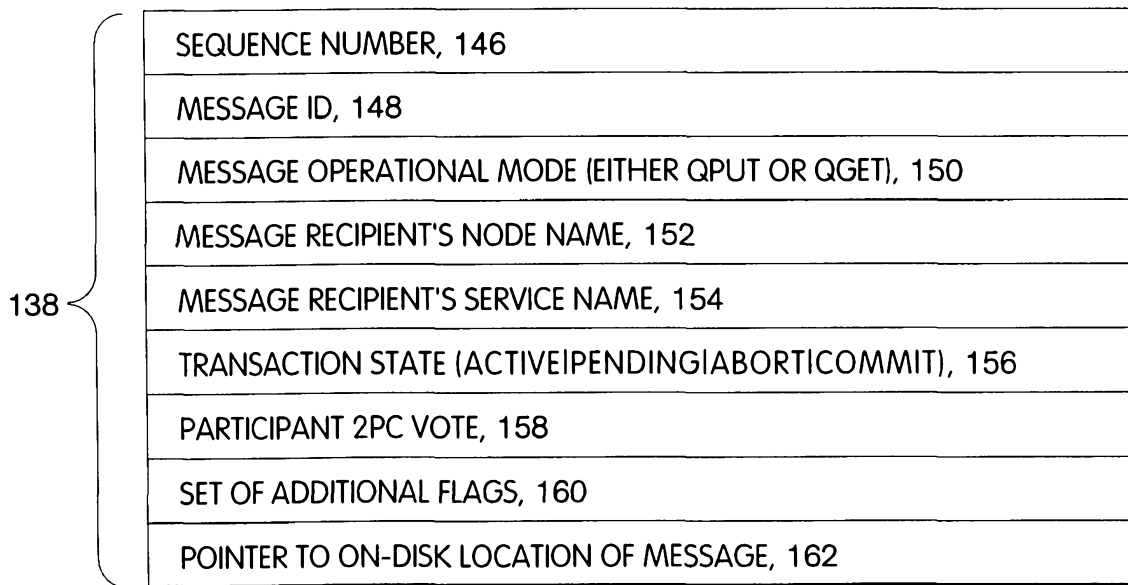 SEQUENCE NUMBER, 146
MESSAGE ID, 148
MESSAGE OPERATIONAL MODE (EITHER QPUT OR QGET), 150
MESSAGE RECIPIENT'S NODE NAME, 152
138
MESSAGE RECIPIENT'S SERVICE NAME, 154
TRANSACTION STATE (ACTIVE|PENDING|ABORT|COMMIT), 156
PARTICIPANT 2PC VOTE, 158
SET OF ADDITIONAL FLAGS, 160
POINTER TO ON-DISK LOCATION OF MESSAGE, 162